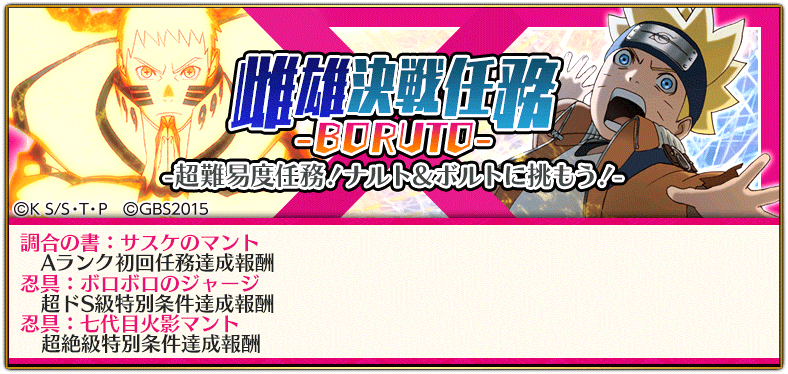 雌雄決戦任務
-BORUTO-
-超難易度任務!ナルト&ボルトに挑もう!-
©K S/S・T・P ©GBS2015
調合の書：サスケのマント
Aランク初回任務達成報酬
忍具：ボロボロのジャージ
超ドS級特別条件達成報酬
忍具：七代目火影マント
超絶級特別条件達成報酬